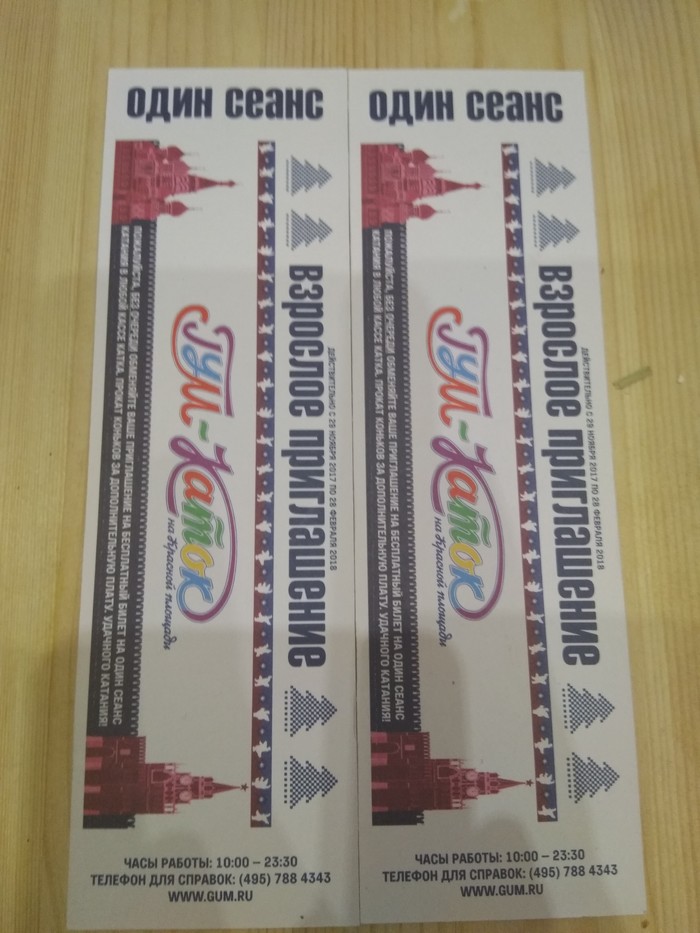 один сеанс
взрослое приглашение
ДЕЙСТВИТЕЛЬНО С 29 НОЯБРЯ 2017 ПО 28 ФЕВРАЛЯ 2018
ГУМ-Каток
на Красной площади
ПОЖАЛУЙСТА, БЕЗ ОЧЕРЕДИ ОБМЕНЯЙТЕ ВАШЕ ПРИГЛАШЕНИЕ НА БЕСПЛАТНЫЙ БИЛЕТ НА ОДИН СЕАНС
КАТАНИЯ В ЛЮБОЙ КАССЕ КАТКА. ПРОКАТ КОНЬКОВ ЗА ДОПОЛНИТЕЛЬНУЮ ПЛАТУ. УДАЧНОГО КАТАНИЯ!
ЧАСЫ РАБОТЫ: 10:00 – 23:30
ТЕЛЕФОН ДЛЯ СПРАВОК: (495) 788 4343
WWW.GUM.RU
один сеанс
взрослое приглашение
ДЕЙСТВИТЕЛЬНО С 29 НОЯБРЯ 2017 ПО 28 ФЕВРАЛЯ 2018
ГУМ-Каток
на Красной площади
ПОЖАЛУЙСТА, БЕЗ ОЧЕРЕДИ ОБМЕНЯЙТЕ ВАШЕ ПРИГЛАШЕНИЕ НА БЕСПЛАТНЫЙ БИЛЕТ НА ОДИН СЕАНС
КАТАНИЯ В ЛЮБОЙ КАССЕ КАТКА. ПРОКАТ КОНЬКОВ ЗА ДОПОЛНИТЕЛЬНУЮ ПЛАТУ. УДАЧНОГО КАТАНИЯ!
ЧАСЫ РАБОТЫ: 10:00 – 23:30
ТЕЛЕФОН ДЛЯ СПРАВОК: (495) 788 4343
WWW.GUM.RU